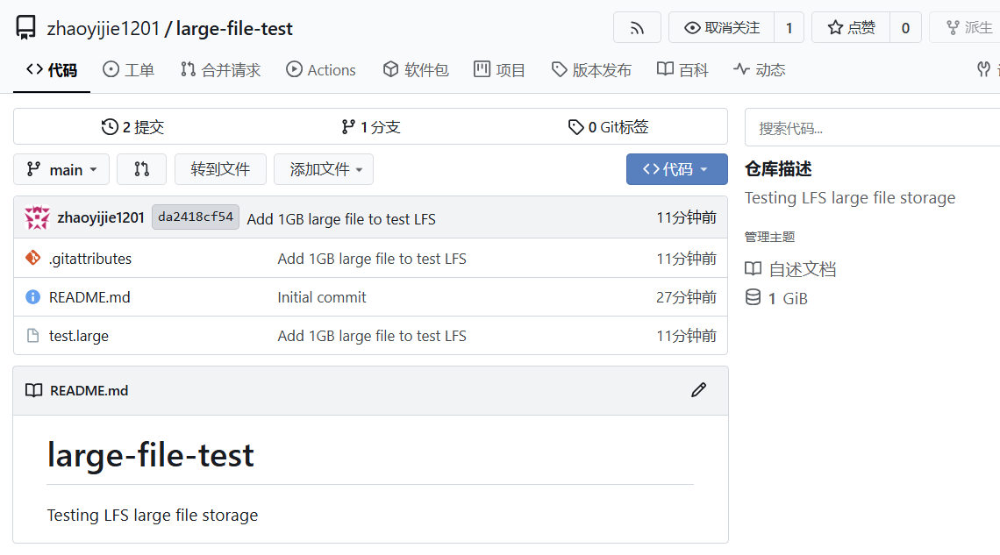 zhaoyijie1201 / large-file-test
取消关注 1 点赞 0 派生
代码 工单 合并请求 Actions 软件包 项目 版本发布 百科 动态
2 提交 1 分支 0 Git标签
搜索代码...
main 转到文件 添加文件 代码
仓库描述
Testing LFS large file storage
管理主题
自述文档
1 GiB
zhaoyijie1201 da2418cf54 Add 1GB large file to test LFS 11分钟前
.gitattributes Add 1GB large file to test LFS 11分钟前
README.md Initial commit 27分钟前
test.large Add 1GB large file to test LFS 11分钟前
README.md
large-file-test
Testing LFS large file storage